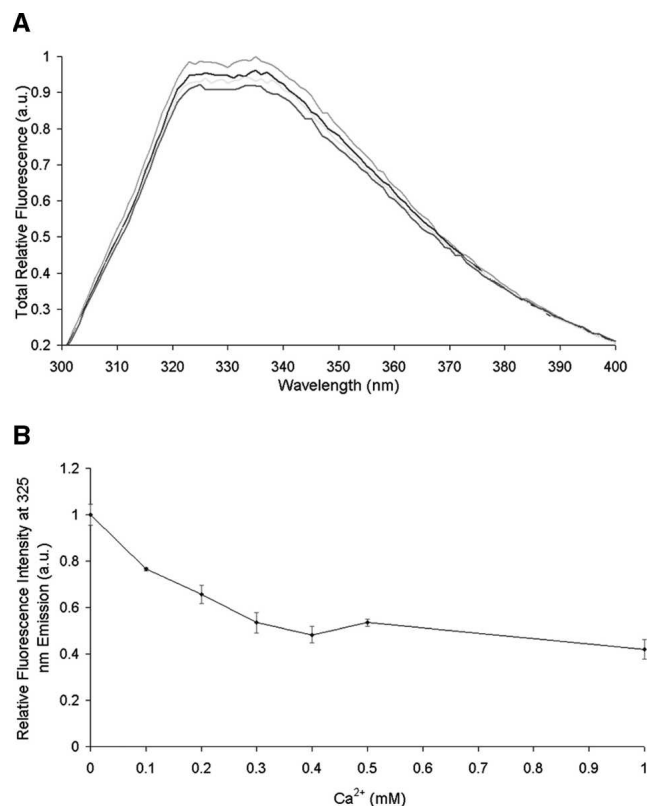 A
Total Relative Fluorescence (a.u.)
1
0.9
0.8
0.7
0.6
0.5
0.4
0.3
0.2
300 310 320 330 340 350 360 370 380 390 400
Wavelength (nm)
B
Relative Fluorescence Intensity at 325
nm Emission (a.u.)
1.2
1
0.8
0.6
0.4
0.2
0
0 0.1 0.2 0.3 0.4 0.5 0.6 0.7 0.8 0.9 1
Ca²⁺ (mM)